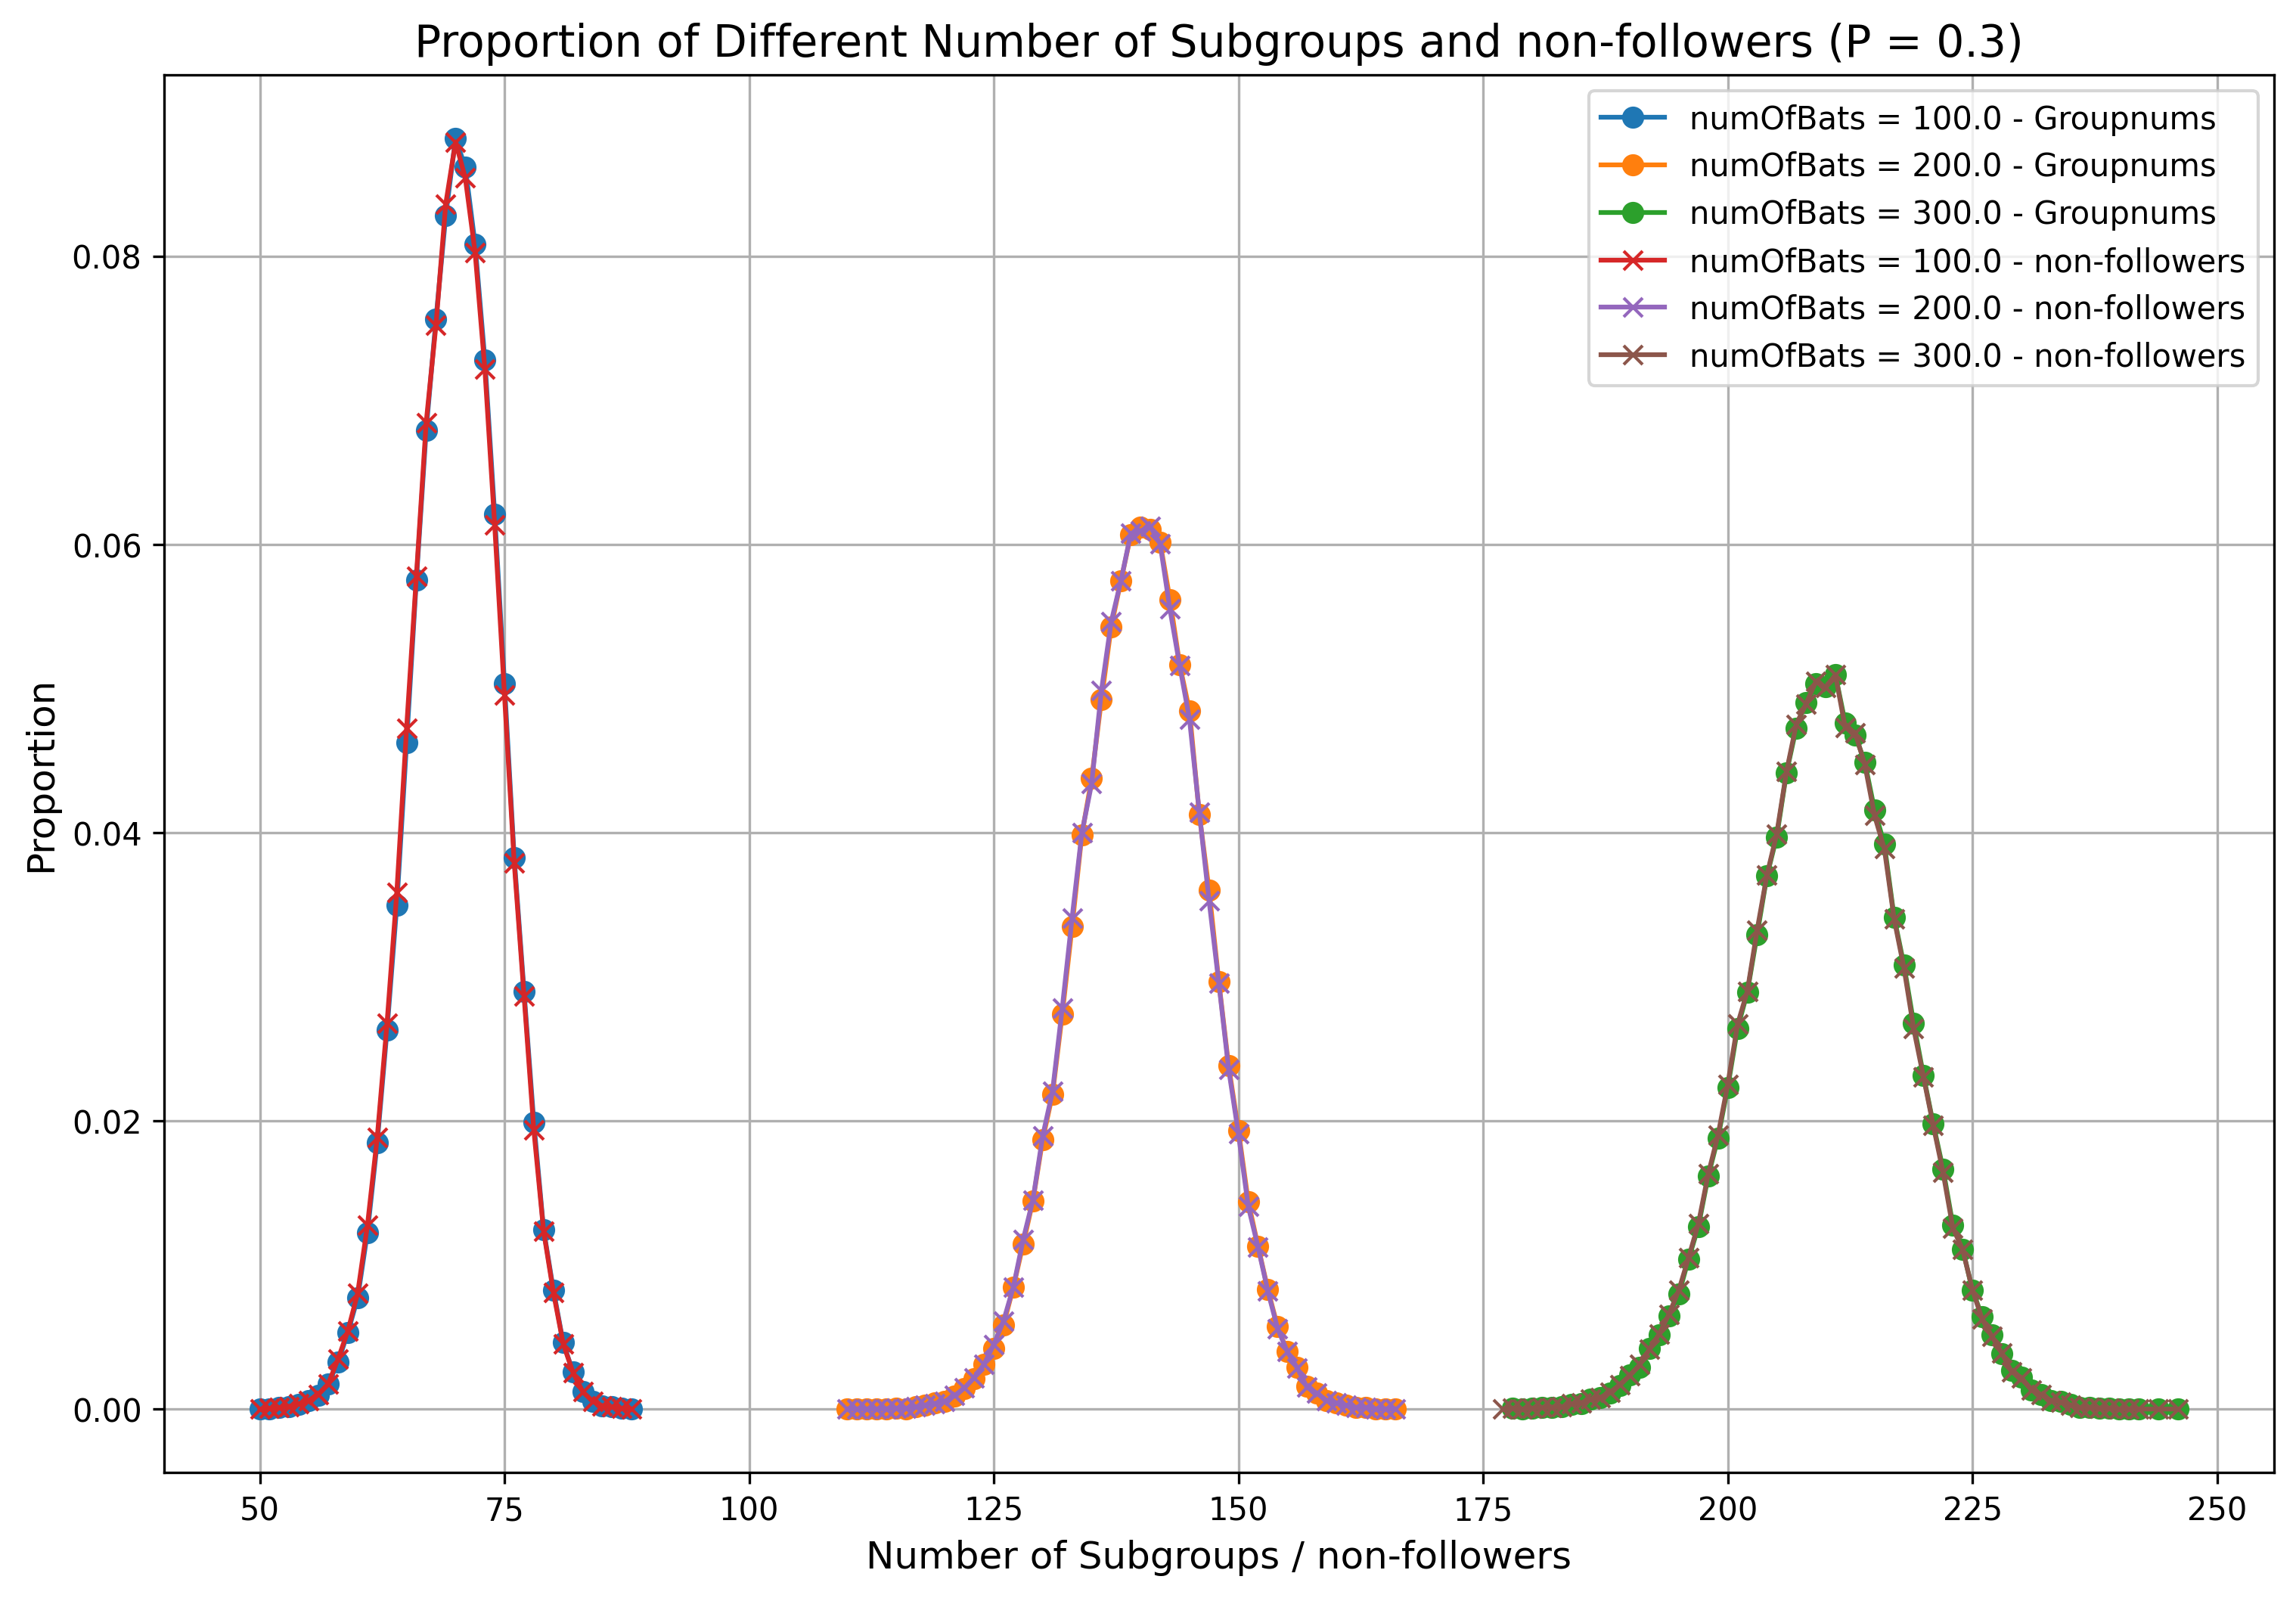 Proportion of Different Number of Subgroups and non-followers (P = 0.3)
numOfBats = 100.0 - Groupnums
numOfBats = 200.0 - Groupnums
numOfBats = 300.0 - Groupnums
numOfBats = 100.0 - non-followers
numOfBats = 200.0 - non-followers
numOfBats = 300.0 - non-followers
Proportion
0.08
0.06
0.04
0.02
0.00
50 75 100 125 150 175 200 225 250
Number of Subgroups / non-followers